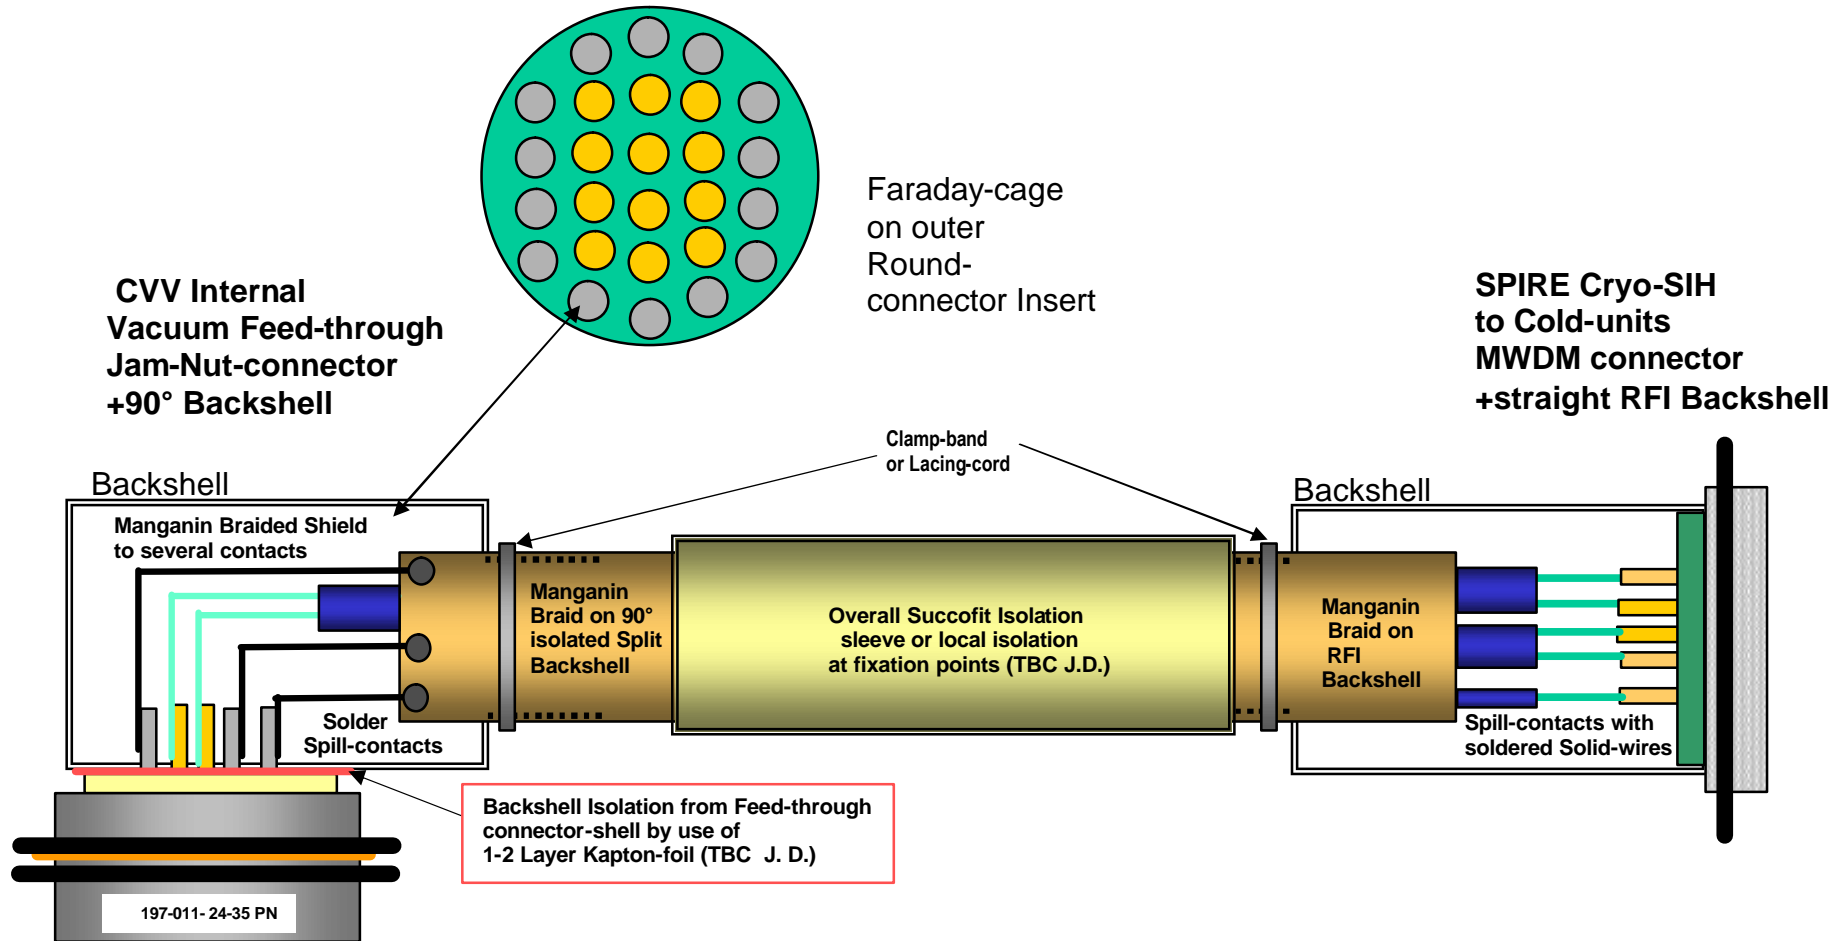 Faraday-cage
on outer
Round-
connector Insert
CVV Internal
Vacuum Feed-through
Jam-Nut-connector
+90° Backshell
SPIRE Cryo-SIH
to Cold-units
MWDM connector
+straight RFI Backshell
Clamp-band
or Lacing-cord
Backshell
Backshell
Manganin Braided Shield
to several contacts
Manganin
Braid on 90°
isolated Split
Backshell
Overall Succofit Isolation
sleeve or local isolation
at fixation points (TBC J.D.)
Manganin
Braid on
RFI
Backshell
Solder
Spill-contacts
Spill-contacts with
soldered Solid-wires
Backshell Isolation from Feed-through
connector-shell by use of
1-2 Layer Kapton-foil (TBC J. D.)
197-011- 24-35 PN